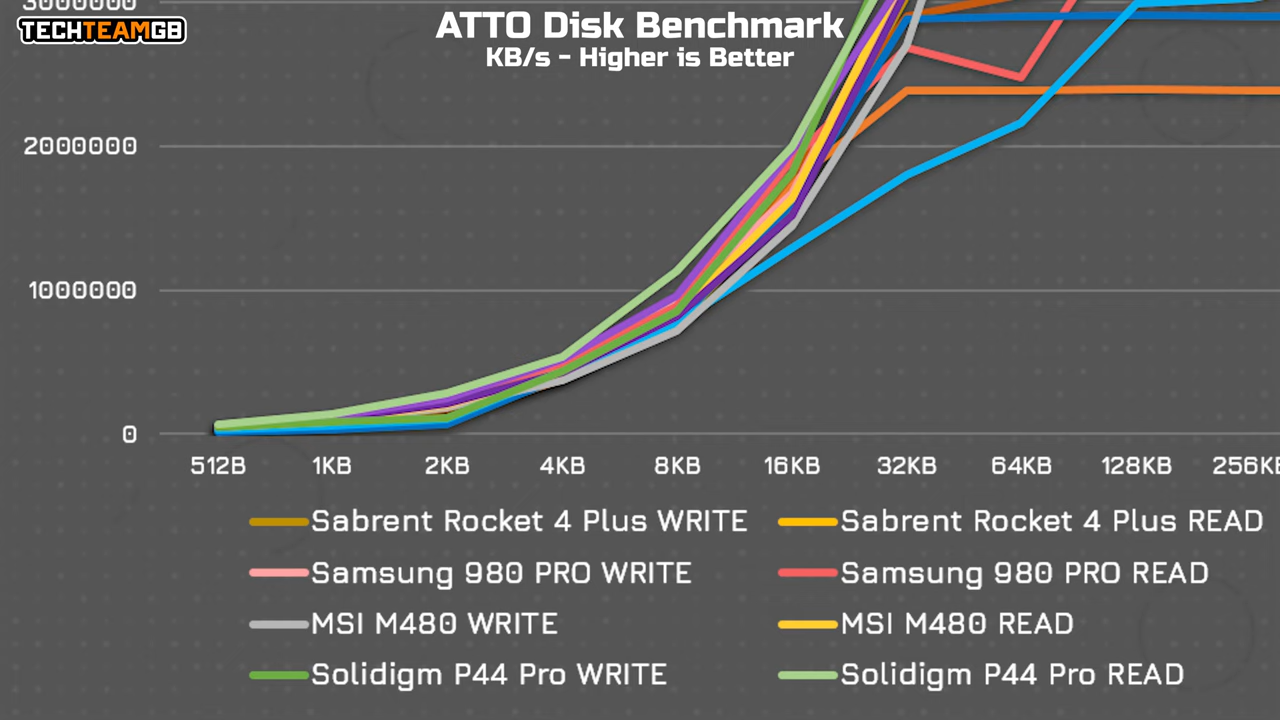 3000000
TECHTEAMGB
ATTO Disk Benchmark
KB/s - Higher is Better
2000000
1000000
0
512B 1KB 2KB 4KB 8KB 16KB 32KB 64KB 128KB 256KB
Sabrent Rocket 4 Plus WRITE Sabrent Rocket 4 Plus READ
Samsung 980 PRO WRITE Samsung 980 PRO READ
MSI M480 WRITE MSI M480 READ
Solidigm P44 Pro WRITE Solidigm P44 Pro READ